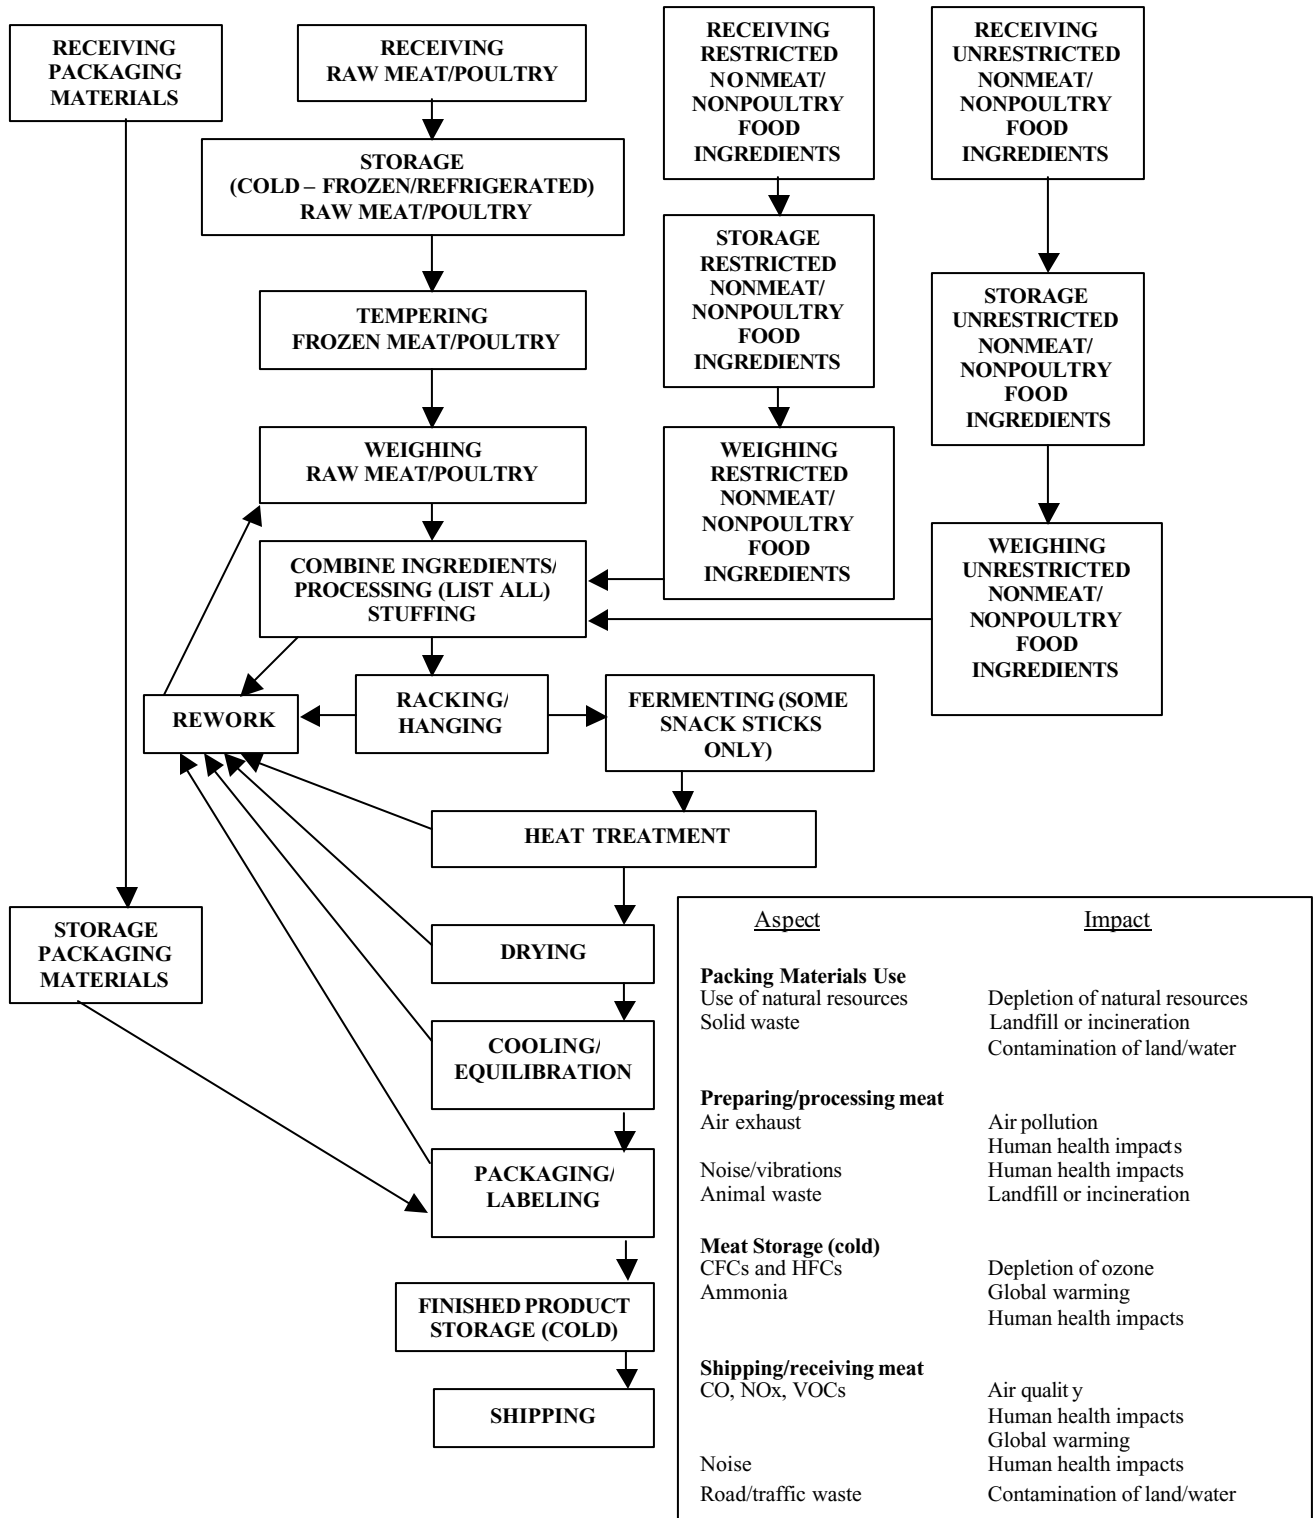 RECEIVING
PACKAGING
MATERIALS
RECEIVING
RAW MEAT/POULTRY
RECEIVING
RESTRICTED
NONMEAT/
NONPOULTRY
FOOD
INGREDIENTS
RECEIVING
UNRESTRICTED
NONMEAT/
NONPOULTRY
FOOD
INGREDIENTS
STORAGE
(COLD – FROZEN/REFRIGERATED)
RAW MEAT/POULTRY
STORAGE
RESTRICTED
NONMEAT/
NONPOULTRY
FOOD
INGREDIENTS
STORAGE
UNRESTRICTED
NONMEAT/
NONPOULTRY
FOOD
INGREDIENTS
TEMPERING
FROZEN MEAT/POULTRY
WEIGHING
RAW MEAT/POULTRY
WEIGHING
RESTRICTED
NONMEAT/
NONPOULTRY
FOOD
INGREDIENTS
WEIGHING
UNRESTRICTED
NONMEAT/
NONPOULTRY
FOOD
INGREDIENTS
COMBINE INGREDIENTS/
PROCESSING (LIST ALL)
STUFFING
REWORK
RACKING/
HANGING
FERMENTING (SOME
SNACK STICKS
ONLY)
HEAT TREATMENT
STORAGE
PACKAGING
MATERIALS
DRYING
COOLING/
EQUILIBRATION
PACKAGING/
LABELING
FINISHED PRODUCT
STORAGE (COLD)
SHIPPING
Aspect Impact
Packing Materials Use
Use of natural resources Depletion of natural resources
Solid waste Landfill or incineration
Contamination of land/water
Preparing/processing meat
Air exhaust Air pollution
Human health impacts
Noise/vibrations Human health impacts
Animal waste Landfill or incineration
Meat Storage (cold)
CFCs and HFCs Depletion of ozone
Ammonia Global warming
Human health impacts
Shipping/receiving meat
CO, NOx, VOCs Air quality
Human health impacts
Global warming
Noise Human health impacts
Road/traffic waste Contamination of land/water